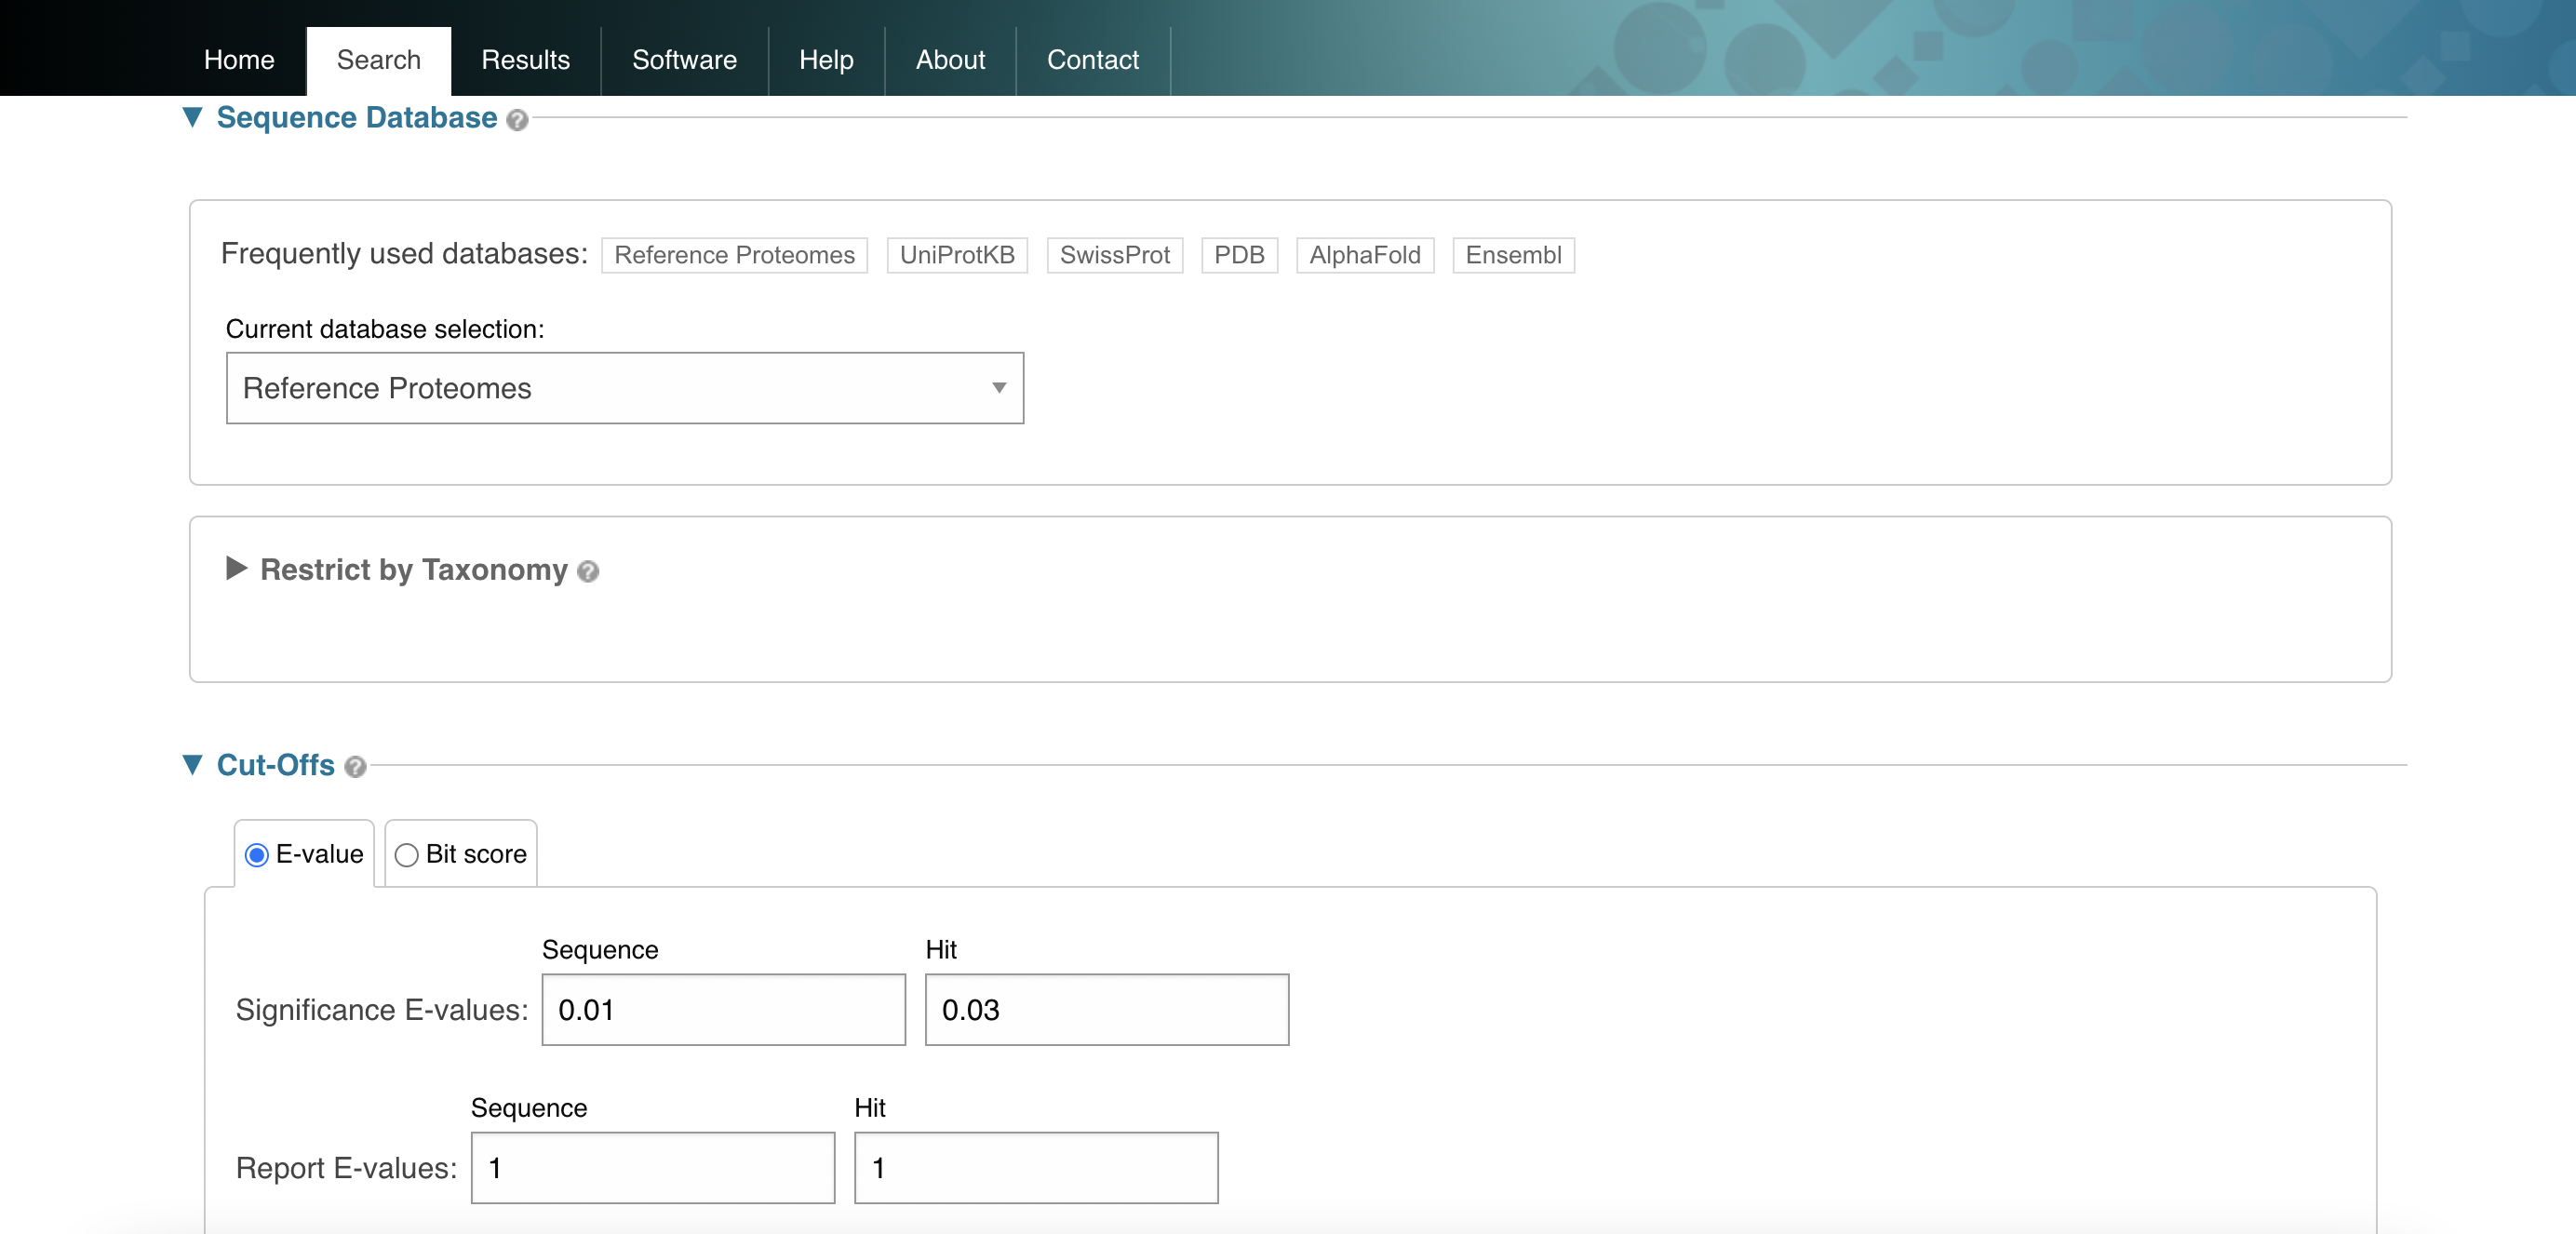 Home Search Results Software Help About Contact
▼ Sequence Database ?
Frequently used databases: Reference Proteomes UniProtKB SwissProt PDB AlphaFold Ensembl
Current database selection:
Reference Proteomes ▼
▶ Restrict by Taxonomy ?
▼ Cut-Offs ?
E-value Bit score
Sequence Hit
Significance E-values: 0.01 0.03
Sequence Hit
Report E-values: 1 1